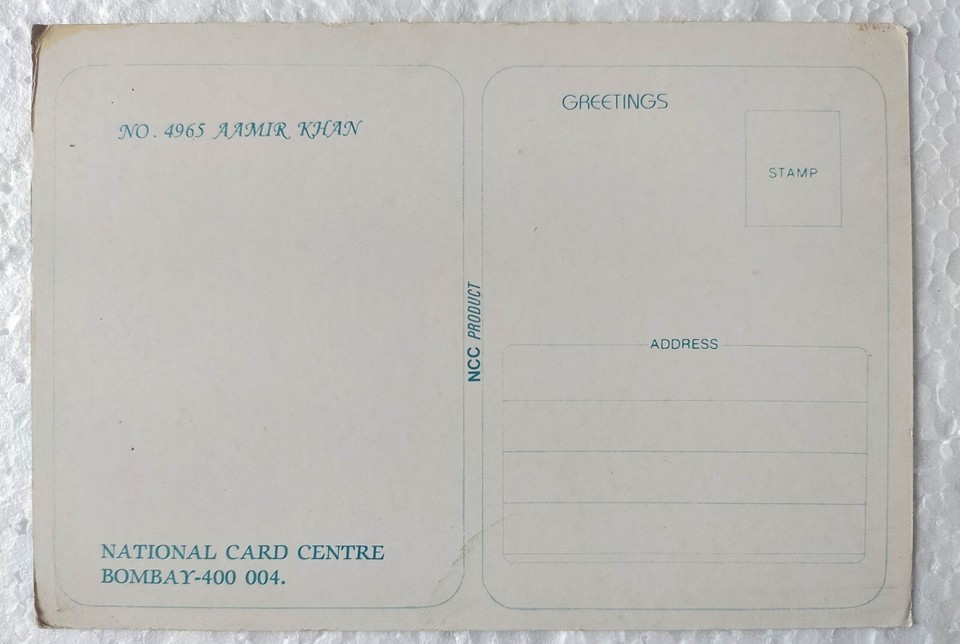 NO. 4965 AAMIR KHAN
NATIONAL CARD CENTRE
BOMBAY-400 004.
NCC PRODUCT
GREETINGS
STAMP
ADDRESS